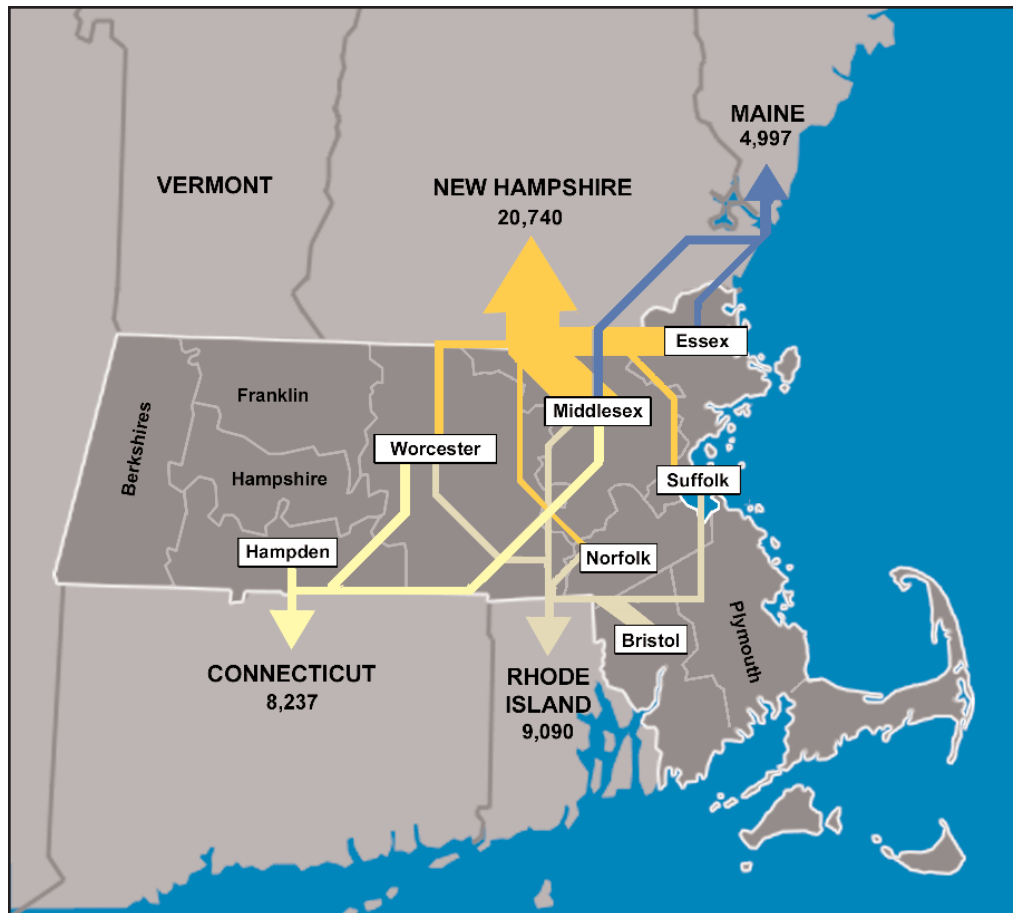 MAINE
4,997
VERMONT
NEW HAMPSHIRE
20,740
Essex
Franklin
Middlesex
Berkshires
Worcester
Hampshire
Suffolk
Hampden
Norfolk
Bristol
Plymouth
CONNECTICUT
8,237
RHODE
ISLAND
9,090